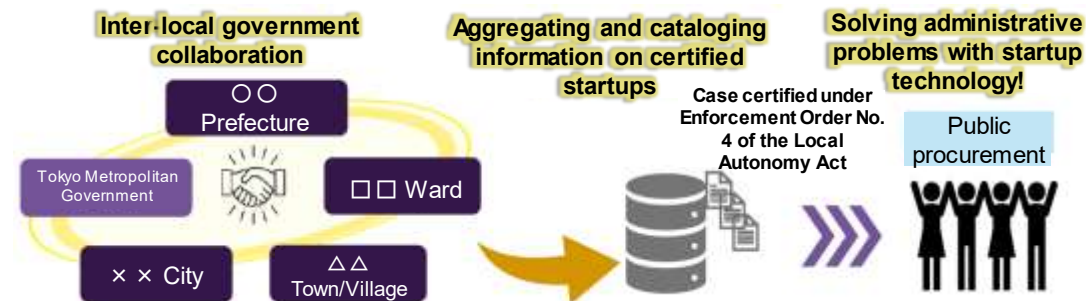 Inter-local government
collaboration
○○
Prefecture
Tokyo Metropolitan
Government
□□ Ward
× × City
△△
Town/Village
Aggregating and cataloging
information on certified
startups
Case certified under
Enforcement Order No.
4 of the Local
Autonomy Act
Solving administrative
problems with startup
technology!
Public
procurement